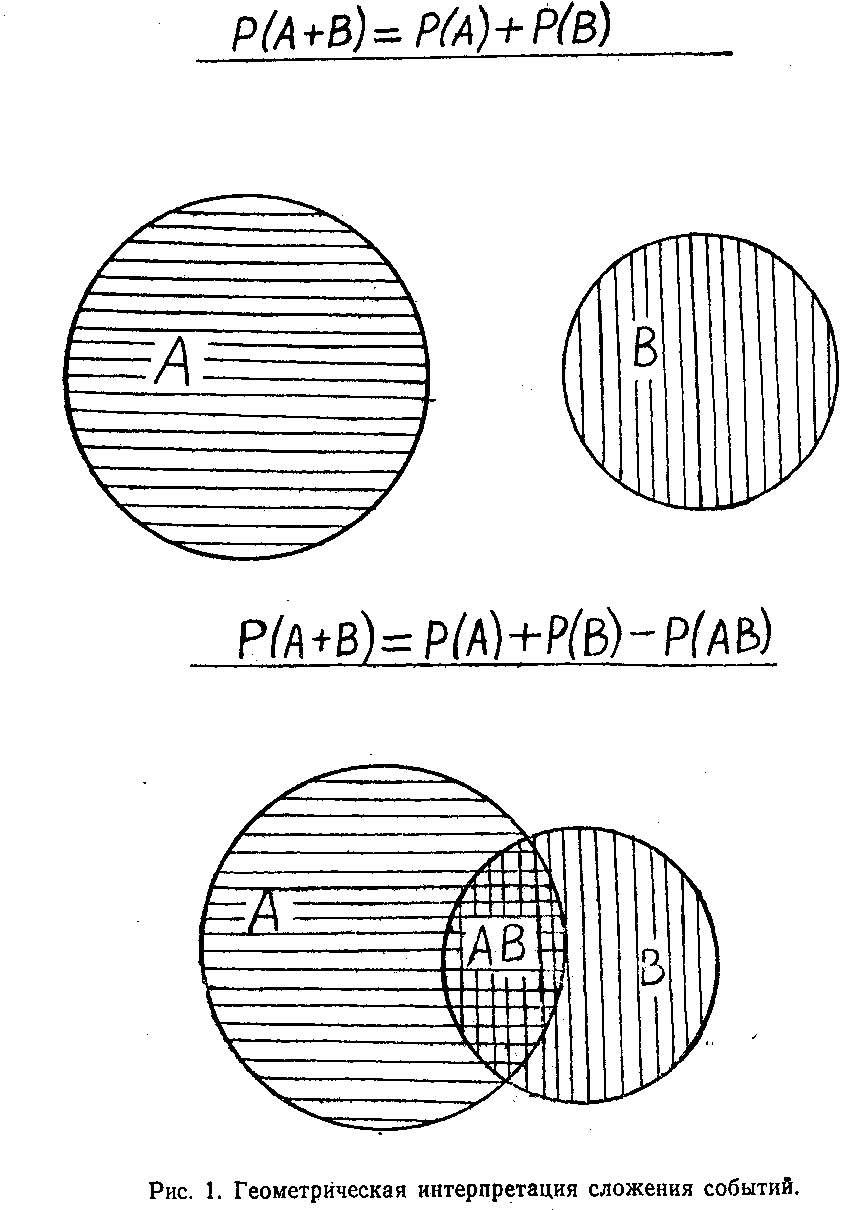 P(A+B)=P(A)+P(B)
A
B
P(A+B)=P(A)+P(B)-P(AB)
A
AB
B
Рис. 1. Геометрическая интерпретация сложения событий.